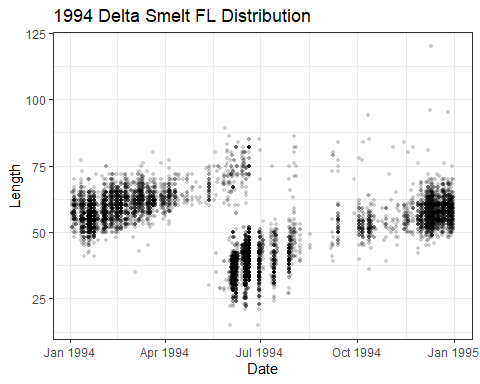 1994 Delta Smelt FL Distribution
125
100
75
50
25
Length
Jan 1994 Apr 1994 Jul 1994 Oct 1994 Jan 1995
Date